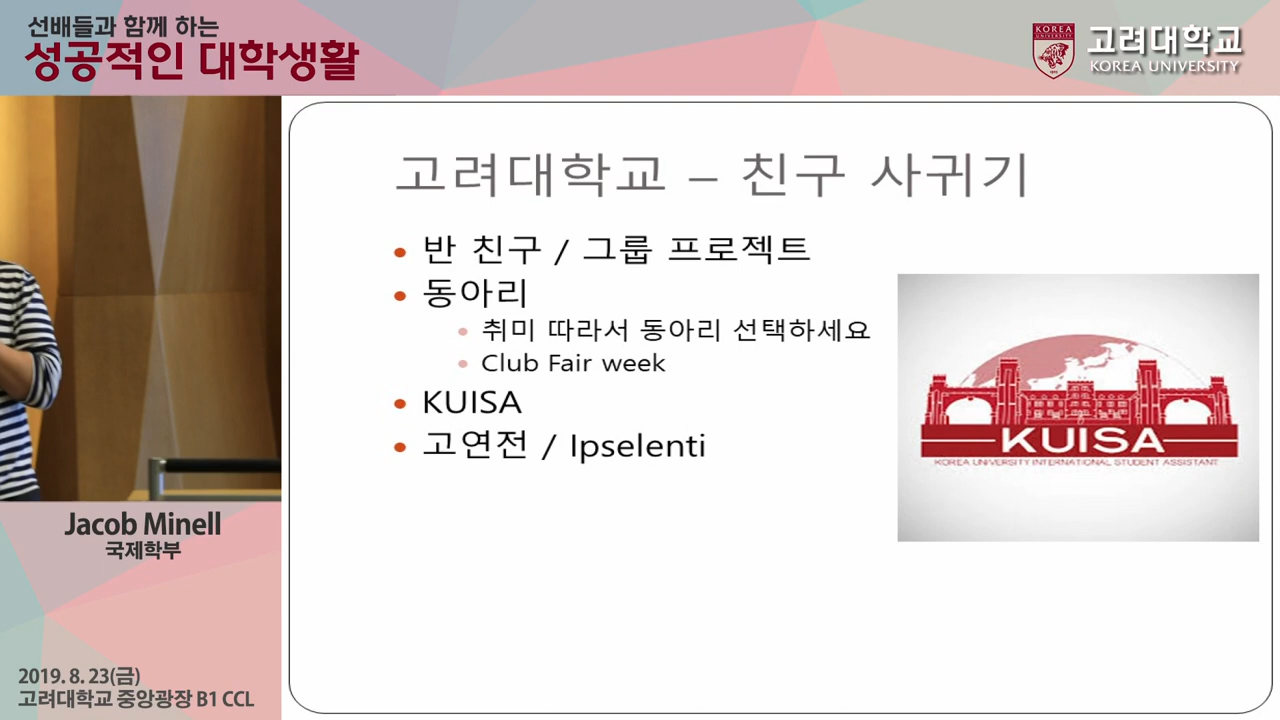 선배들과 함께 하는
성공적인 대학생활
KOREA
UNIVERSITY
1905
고려대학교
KOREA UNIVERSITY
고려대학교 – 친구 사귀기
• 반 친구 / 그룹 프로젝트
• 동아리
• 취미 따라서 동아리 선택하세요
• Club Fair week
• KUISA
• 고연전 / Ipselenti
KUISA
KOREA UNIVERSITY INTERNATIONAL STUDENT ASSISTANT
Jacob Minell
국제학부
2019. 8. 23(금)
고려대학교 중앙광장 B1 CCL